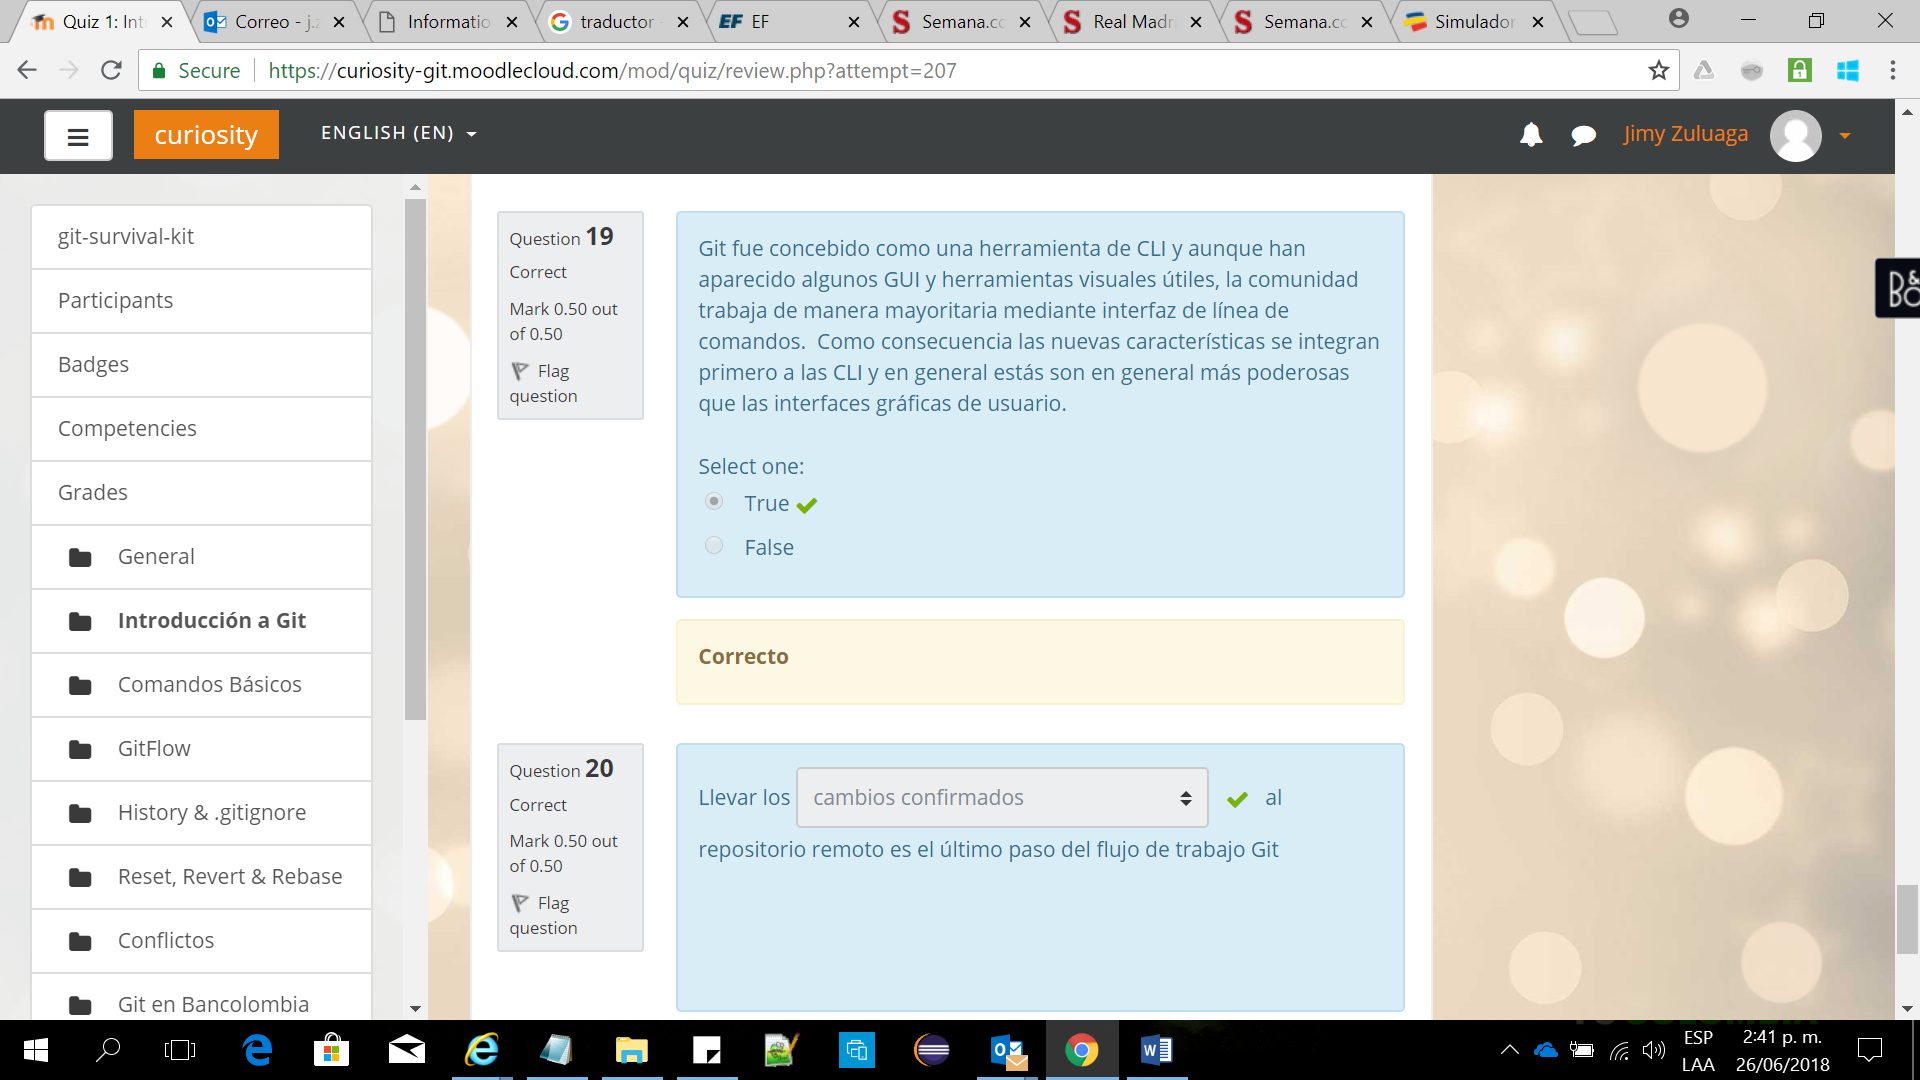 Quiz 1: Int
Correo - j.z
Informatio
traductor
EF EF
Semana.co
Real Madr
Semana.co
Simulador
Secure
https://curiosity-git.moodlecloud.com/mod/quiz/review.php?attempt=207
curiosity
ENGLISH (EN)
Jimy Zuluaga
git-survival-kit
Participants
Badges
Competencies
Grades
General
Introducción a Git
Comandos Básicos
GitFlow
History & .gitignore
Reset, Revert & Rebase
Conflictos
Git en Bancolombia
Question 19
Correct
Mark 0.50 out
of 0.50
Flag
question
Git fue concebido como una herramienta de CLI y aunque han
aparecido algunos GUI y herramientas visuales útiles, la comunidad
trabaja de manera mayoritaria mediante interfaz de línea de
comandos.  Como consecuencia las nuevas características se integran
primero a las CLI y en general estás son en general más poderosas
que las interfaces gráficas de usuario.
Select one:
True
False
Correcto
Question 20
Correct
Mark 0.50 out
of 0.50
Flag
question
Llevar los cambios confirmados al
repositorio remoto es el último paso del flujo de trabajo Git
B&O
ESP
LAA
2:41 p. m.
26/06/2018